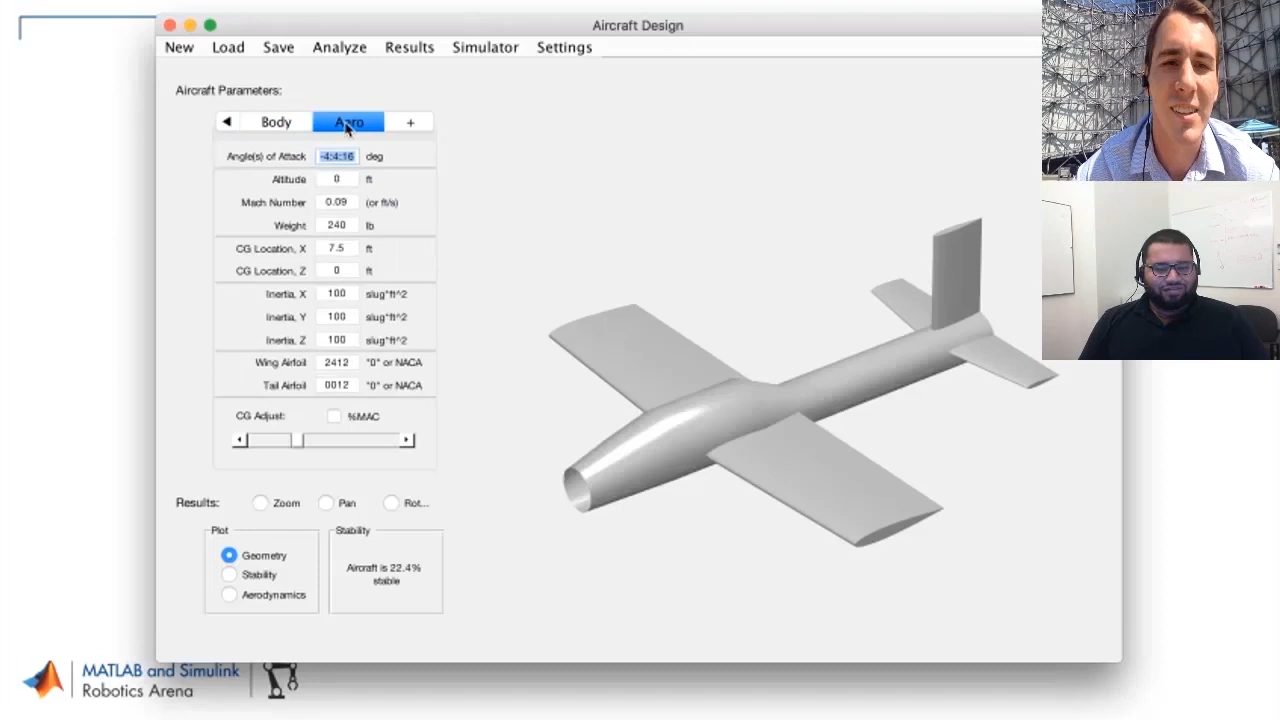 Aircraft Design
New Load Save Analyze Results Simulator Settings
Aircraft Parameters:
◄ Body Aero +
Angle(s) of Attack -4:4:16 deg
Altitude 0 ft
Mach Number 0.09 (or ft/s)
Weight 240 lb
CG Location, X 7.5 ft
CG Location, Z 0 ft
Inertia, X 100 slug*ft^2
Inertia, Y 100 slug*ft^2
Inertia, Z 100 slug*ft^2
Wing Airfoil 2412 "0" or NACA
Tail Airfoil 0012 "0" or NACA
CG Adjust: %MAC
Results: Zoom Pan Rot...
Plot
Geometry
Stability
Aerodynamics
Stability
Aircraft is 22.4%
stable
MATLAB and Simulink
Robotics Arena